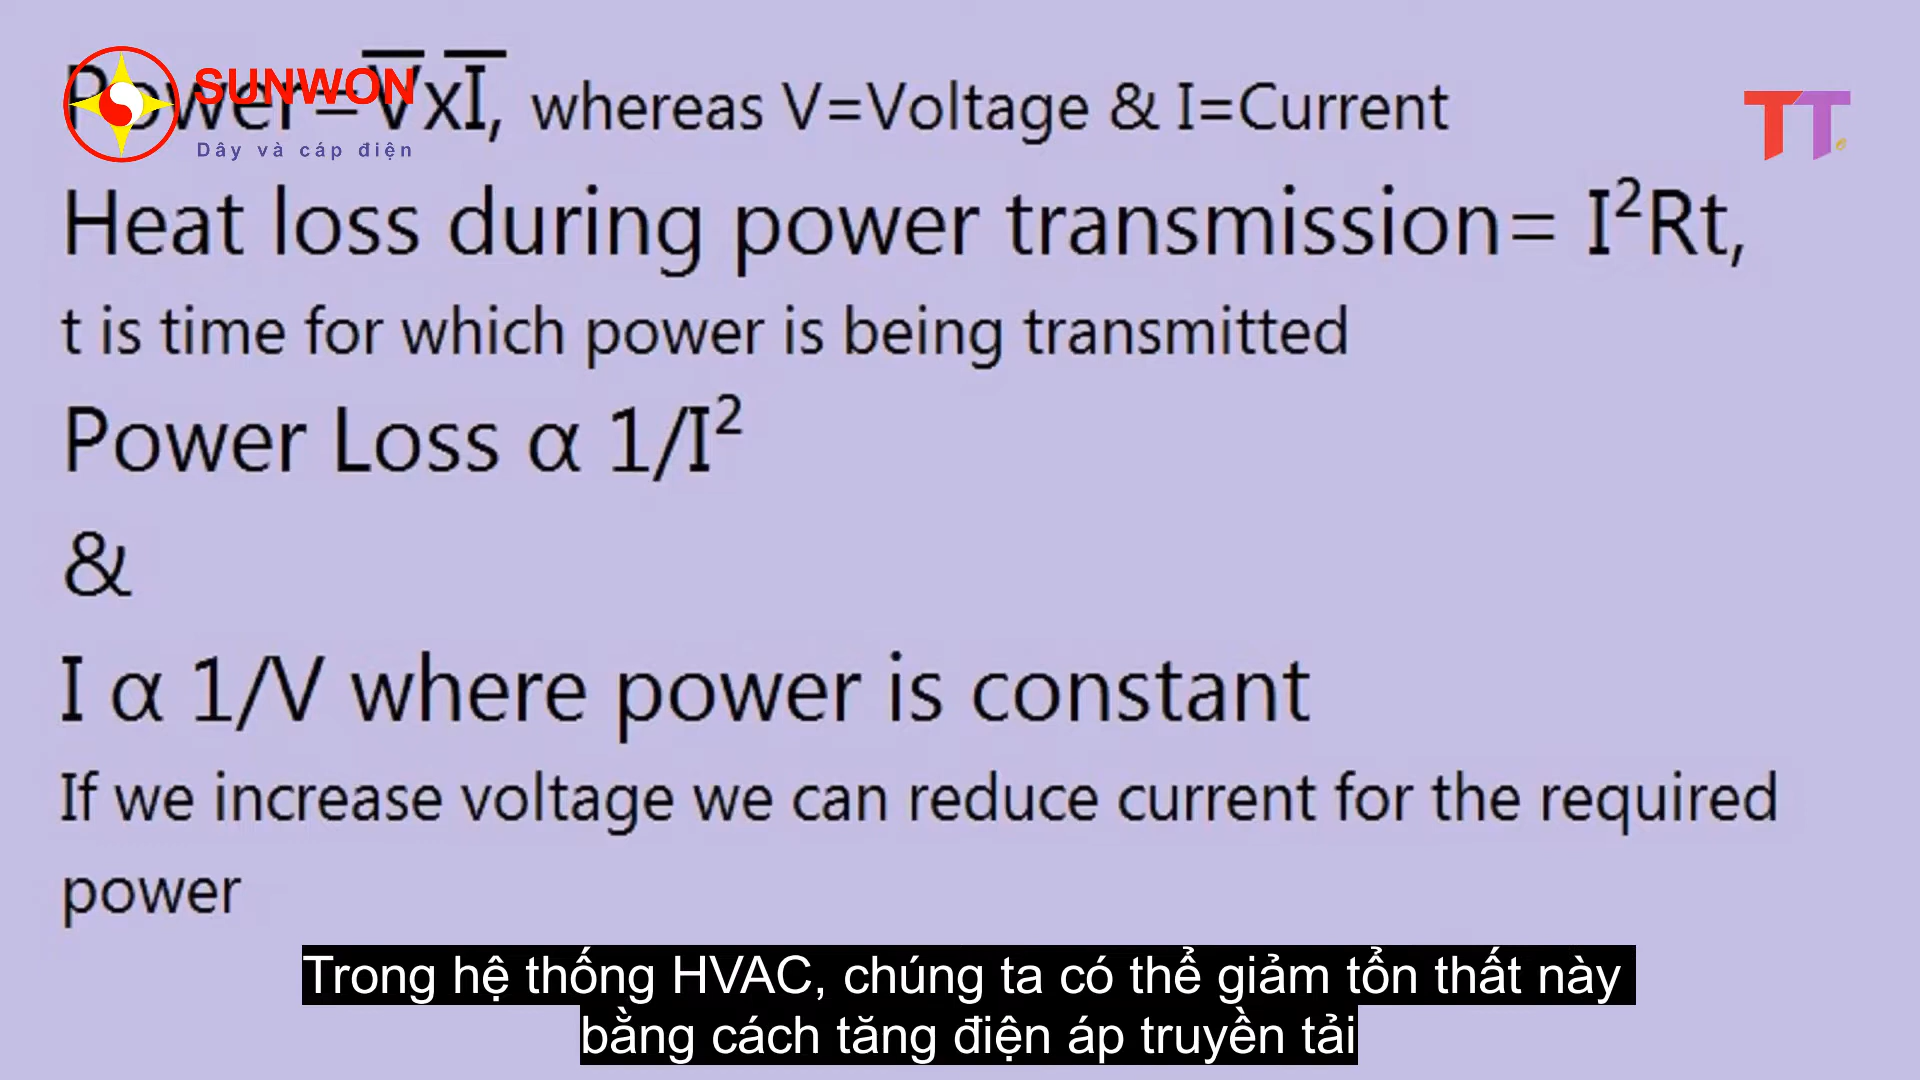 Power=V̅xI̅, whereas V=Voltage & I=Current
SUNWON
Dây và cáp điện
TT.
Heat loss during power transmission= I²Rt,
t is time for which power is being transmitted
Power Loss α 1/I²
&
I α 1/V where power is constant
If we increase voltage we can reduce current for the required
power
Trong hệ thống HVAC, chúng ta có thể giảm tổn thất này
bằng cách tăng điện áp truyền tải